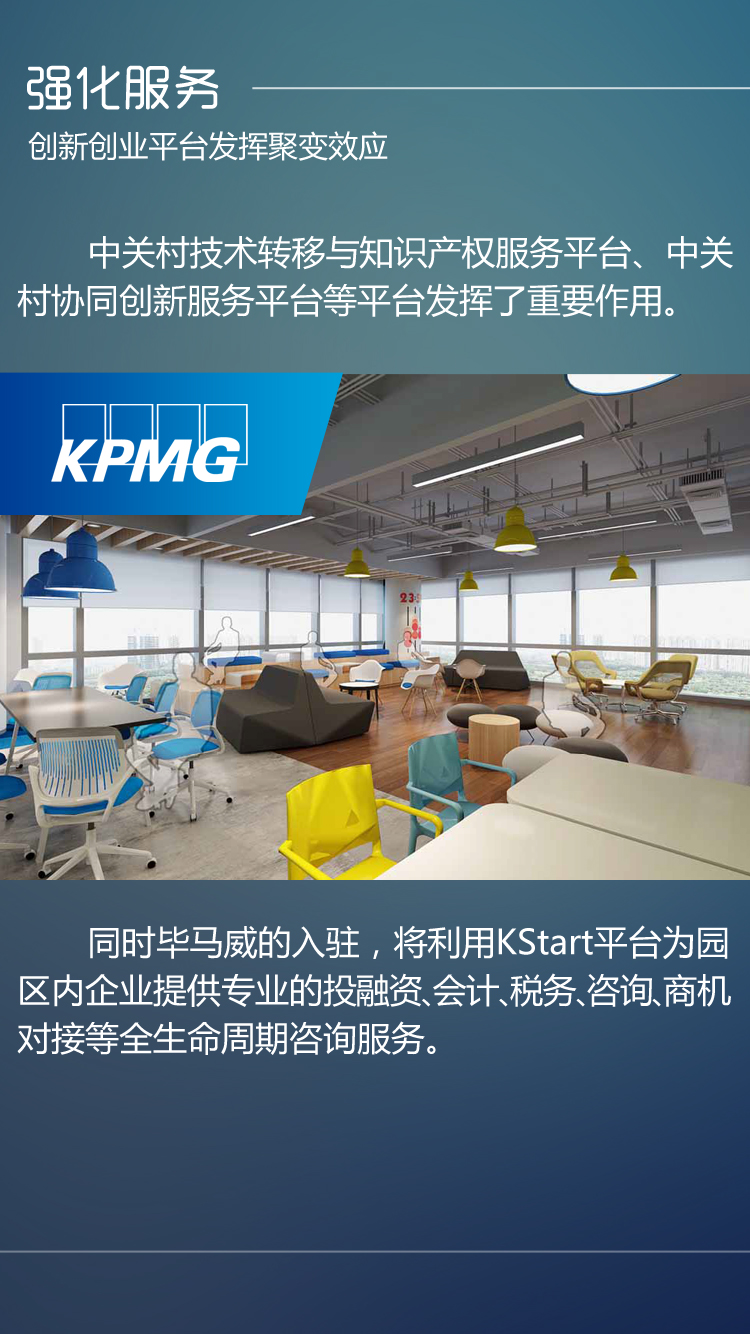 强化服务
创新创业平台发挥聚变效应
中关村技术转移与知识产权服务平台、中关
村协同创新服务平台等平台发挥了重要作用。
KPMG
同时毕马威的入驻，将利用KStart平台为园
区内企业提供专业的投融资、会计、税务、咨询、商机
对接等全生命周期咨询服务。